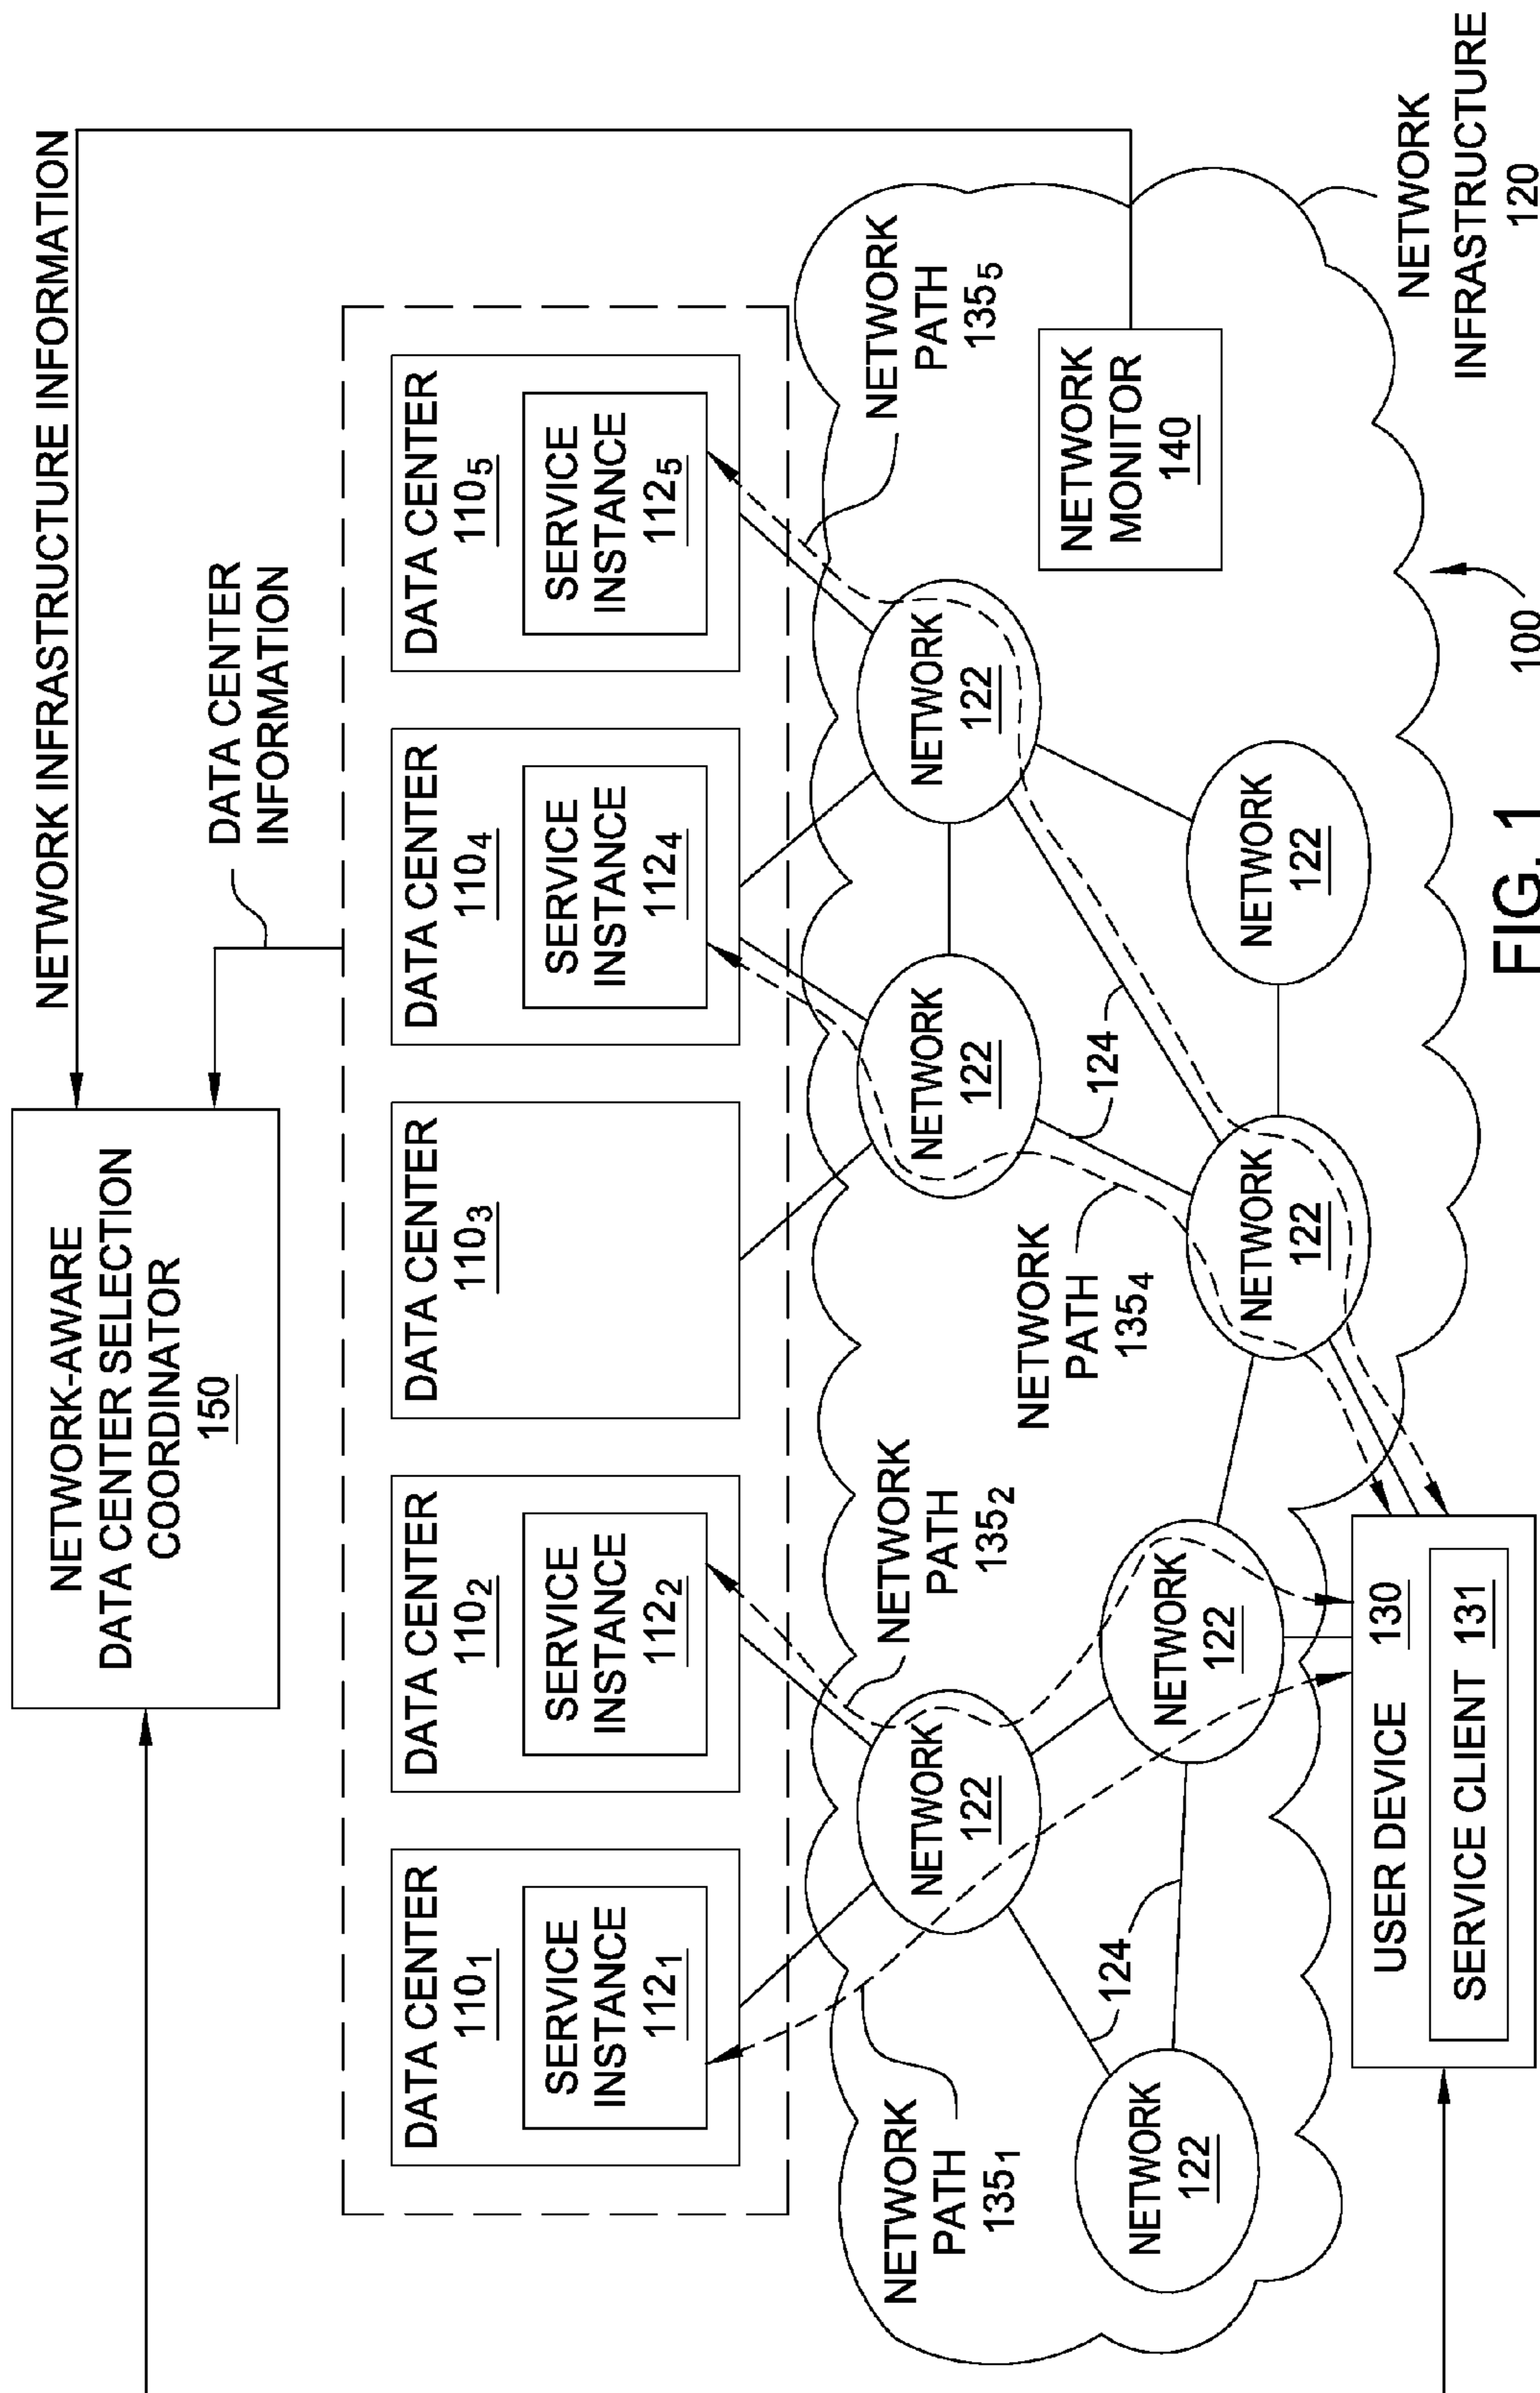 NETWORK INFRASTRUCTURE INFORMATION
NETWORK-AWARE
DATA CENTER SELECTION
COORDINATOR
150
DATA CENTER
INFORMATION
DATA CENTER
110₁
SERVICE
INSTANCE
112₁
DATA CENTER
110₂
SERVICE
INSTANCE
112₂
DATA CENTER
110₃
DATA CENTER
110₄
SERVICE
INSTANCE
112₄
DATA CENTER
110₅
SERVICE
INSTANCE
112₅
NETWORK
PATH
135₁
NETWORK
PATH
135₂
NETWORK
PATH
135₄
NETWORK
PATH
135₅
NETWORK
122
NETWORK
122
NETWORK
122
NETWORK
122
NETWORK
122
NETWORK
122
NETWORK
122
124
124
NETWORK
MONITOR
140
NETWORK
INFRASTRUCTURE
120
USER DEVICE 130
SERVICE CLIENT 131
100
FIG. 1